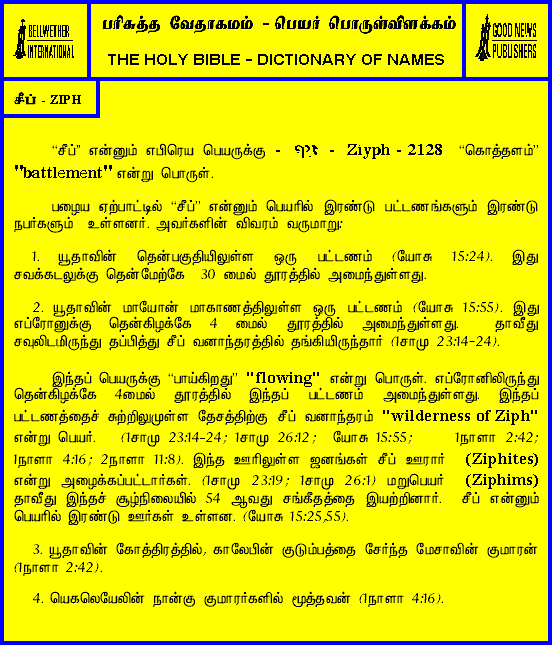 BELLWETHER
INTERNATIONAL
பரிசுத்த வேதாகமம் - பெயர் பொருள்விளக்கம்
THE HOLY BIBLE - DICTIONARY OF NAMES
GOOD NEWS
PUBLISHERS
சீப் - ZIPH
"சீப்" என்னும் எபிரெய பெயருக்கு - זיף - Ziyph - 2128 "கொத்தளம்"
"battlement" என்று பொருள்.
பழைய ஏற்பாட்டில் "சீப்" என்னும் பெயரில் இரண்டு பட்டணங்களும் இரண்டு
நபர்களும் உள்ளனர். அவர்களின் விவரம் வருமாறு:
1. யூதாவின் தென்பகுதியிலுள்ள ஒரு பட்டணம் (யோசு 15:24). இது
சவக்கடலுக்கு தென்மேற்கே 30 மைல் தூரத்தில் அமைந்துள்ளது.
2. யூதாவின் மாயோன் மாகாணத்திலுள்ள ஒரு பட்டணம் (யோசு 15:55). இது
எப்ரோனுக்கு தென்கிழக்கே 4 மைல் தூரத்தில் அமைந்துள்ளது. தாவீது
சவுலிடமிருந்து தப்பித்து சீப் வனாந்தரத்தில் தங்கியிருந்தார் (1சாமு 23:14-24).
இந்தப் பெயருக்கு "பாய்கிறது" "flowing" என்று பொருள். எப்ரோனிலிருந்து
தென்கிழக்கே 4மைல் தூரத்தில் இந்தப் பட்டணம் அமைந்துள்ளது. இந்தப்
பட்டணத்தைச் சுற்றிலுமுள்ள தேசத்திற்கு சீப் வனாந்தரம் "wilderness of Ziph"
என்று பெயர். (1சாமு 23:14-24; 1சாமு 26:12; யோசு 15:55; 1நாளா 2:42;
1நாளா 4:16; 2நாளா 11:8). இந்த ஊரிலுள்ள ஜனங்கள் சீப் ஊரார் (Ziphites)
என்று அழைக்கப்பட்டார்கள். (1சாமு 23:19; 1சாமு 26:1) மறுபெயர் (Ziphims)
தாவீது இந்தச் சூழ்நிலையில் 54 ஆவது சங்கீதத்தை இயற்றினார். சீப் என்னும்
பெயரில் இரண்டு ஊர்கள் உள்ளன. (யோசு 15:25,55).
3. யூதாவின் கோத்திரத்தில், காலேபின் குடும்பத்தை சேர்ந்த மேசாவின் குமாரன்
(1நாளா 2:42).
4. யெகலெயேலின் நான்கு குமாரர்களில் மூத்தவன் (1நாளா 4:16).